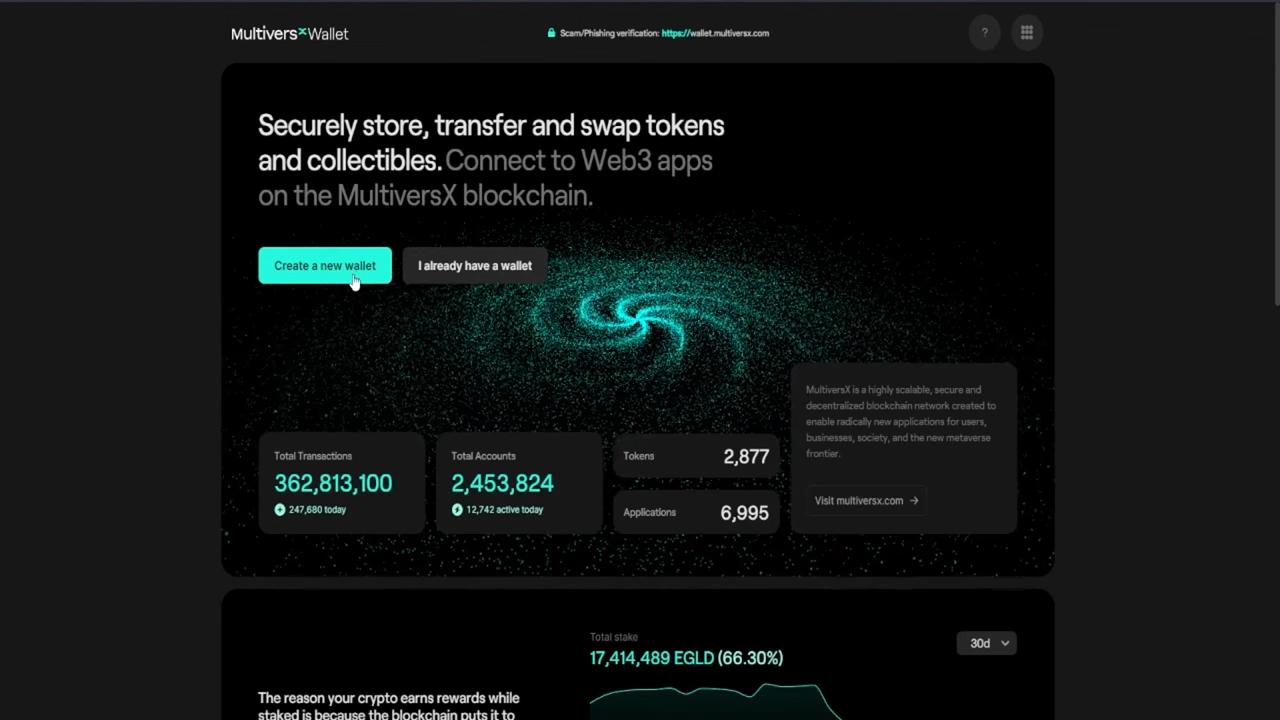 MultiversXWallet
Scam/Phishing verification: https://wallet.multiversx.com
?
Securely store, transfer and swap tokens
and collectibles. Connect to Web3 apps
on the MultiversX blockchain.
Create a new wallet
I already have a wallet
MultiversX is a highly scalable, secure and
decentralized blockchain network created to
enable radically new applications for users,
businesses, society, and the new metaverse
frontier.
Visit multiversx.com →
Total Transactions
362,813,100
247,680 today
Total Accounts
2,453,824
12,742 active today
Tokens 2,877
Applications 6,995
Total stake
17,414,489 EGLD (66.30%)
30d
The reason your crypto earns rewards while
staked is because the blockchain puts it to